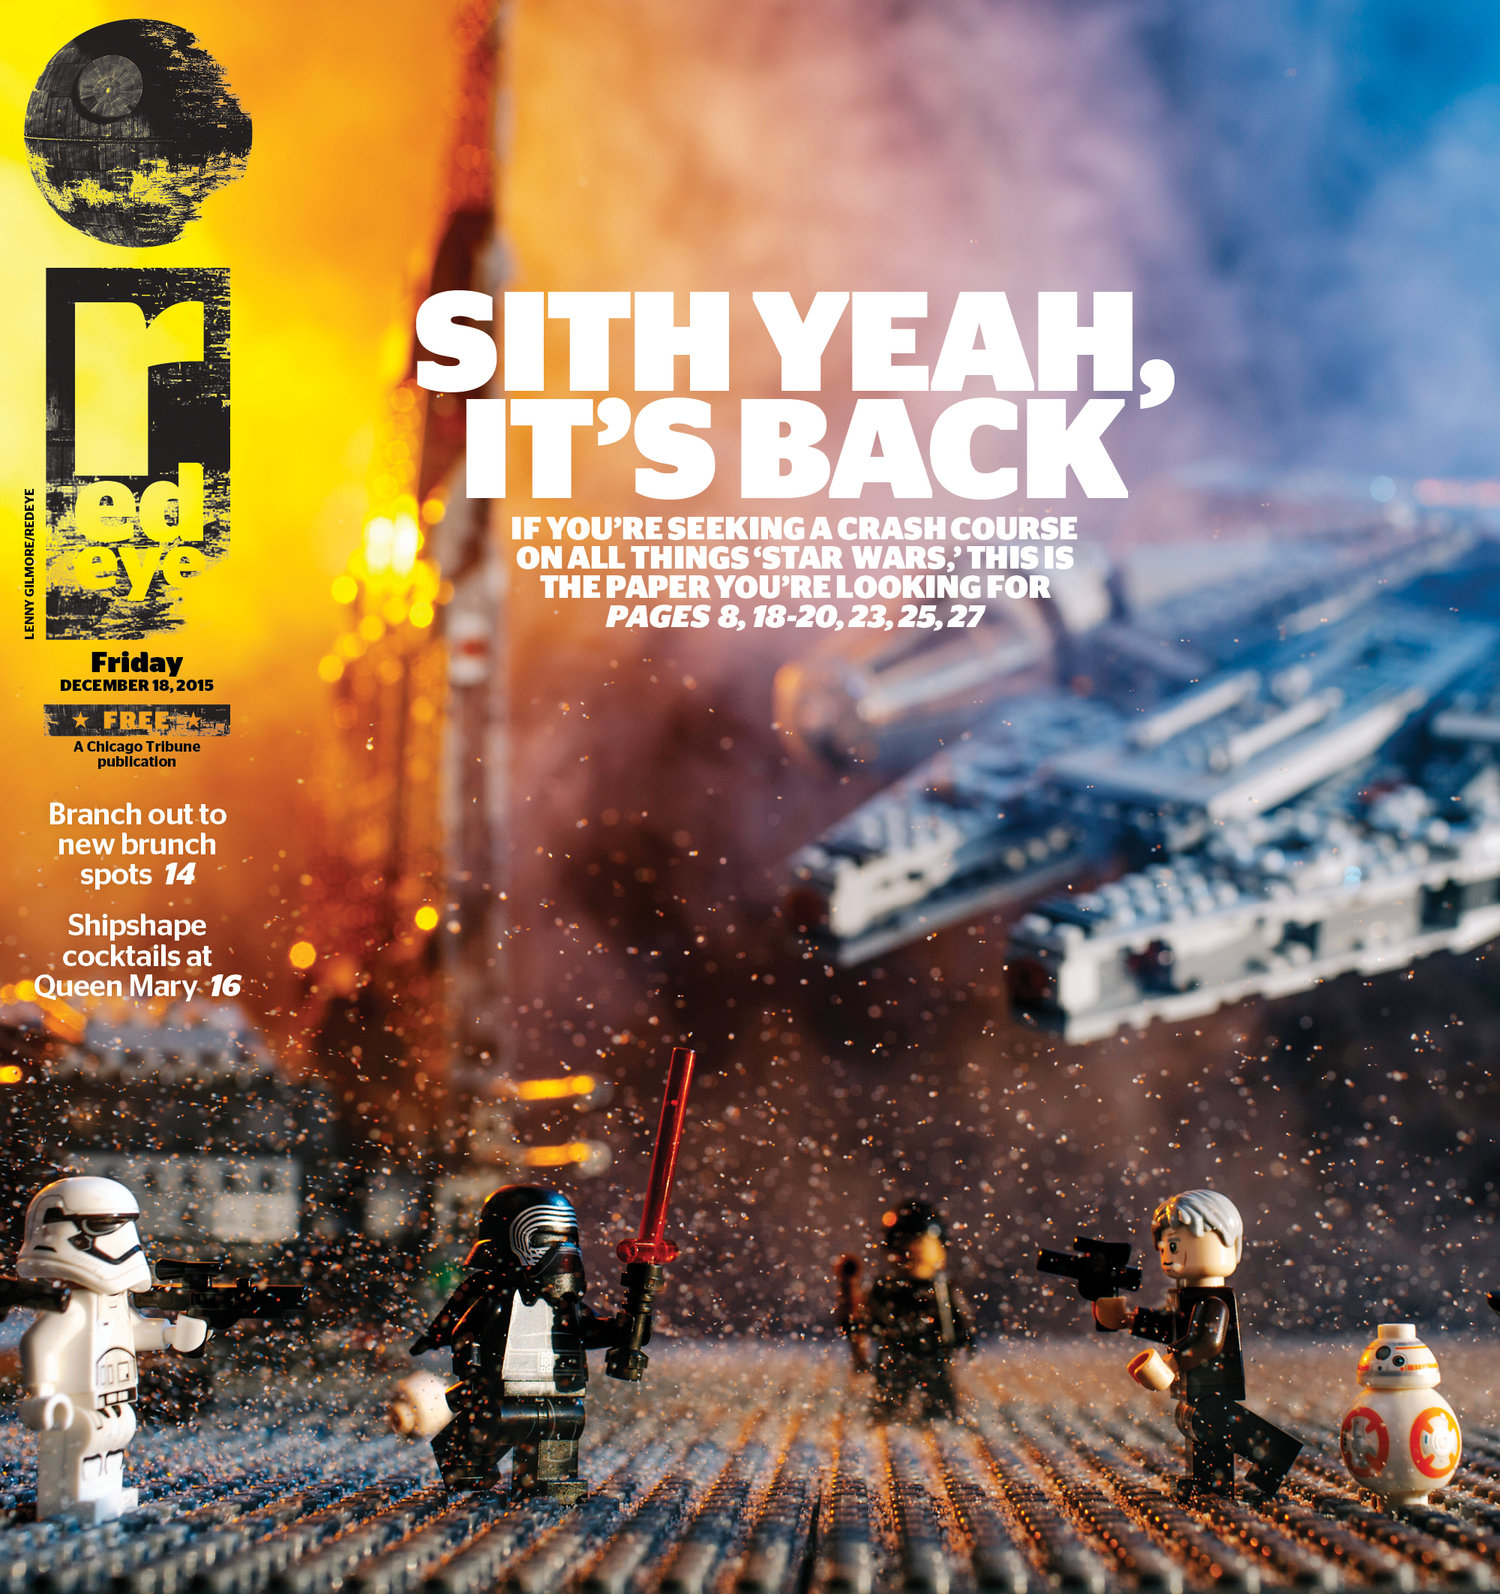 r
ed
eye
LENNY GILMORE/REDEYE
Friday
DECEMBER 18, 2015
★ FREE ★
A Chicago Tribune
publication
Branch out to
new brunch
spots 14
Shipshape
cocktails at
Queen Mary 16
SITH YEAH,
IT'S BACK
IF YOU'RE SEEKING A CRASH COURSE
ON ALL THINGS ‘STAR WARS,’ THIS IS
THE PAPER YOU'RE LOOKING FOR
PAGES 8, 18-20, 23, 25, 27